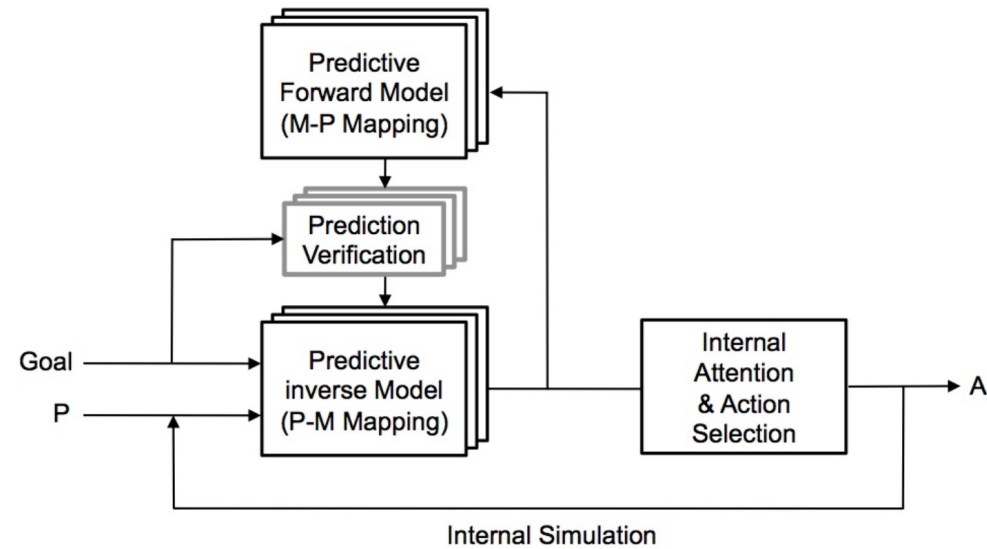 Predictive
Forward Model
(M-P Mapping)
Prediction
Verification
Goal
P
Predictive
inverse Model
(P-M Mapping)
Internal
Attention
& Action
Selection
A
Internal Simulation